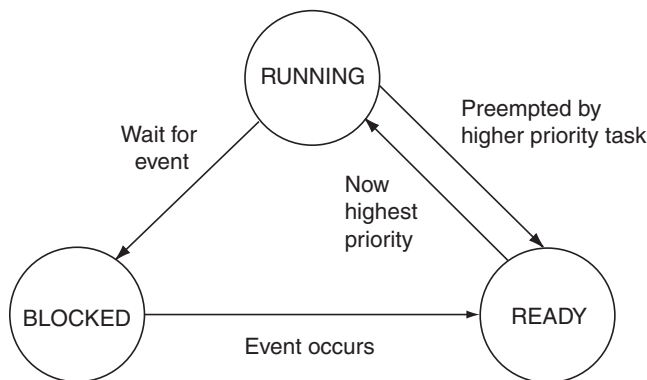 RUNNING
Preempted by
higher priority task
Wait for
event
Now
highest
priority
BLOCKED
READY
Event occurs